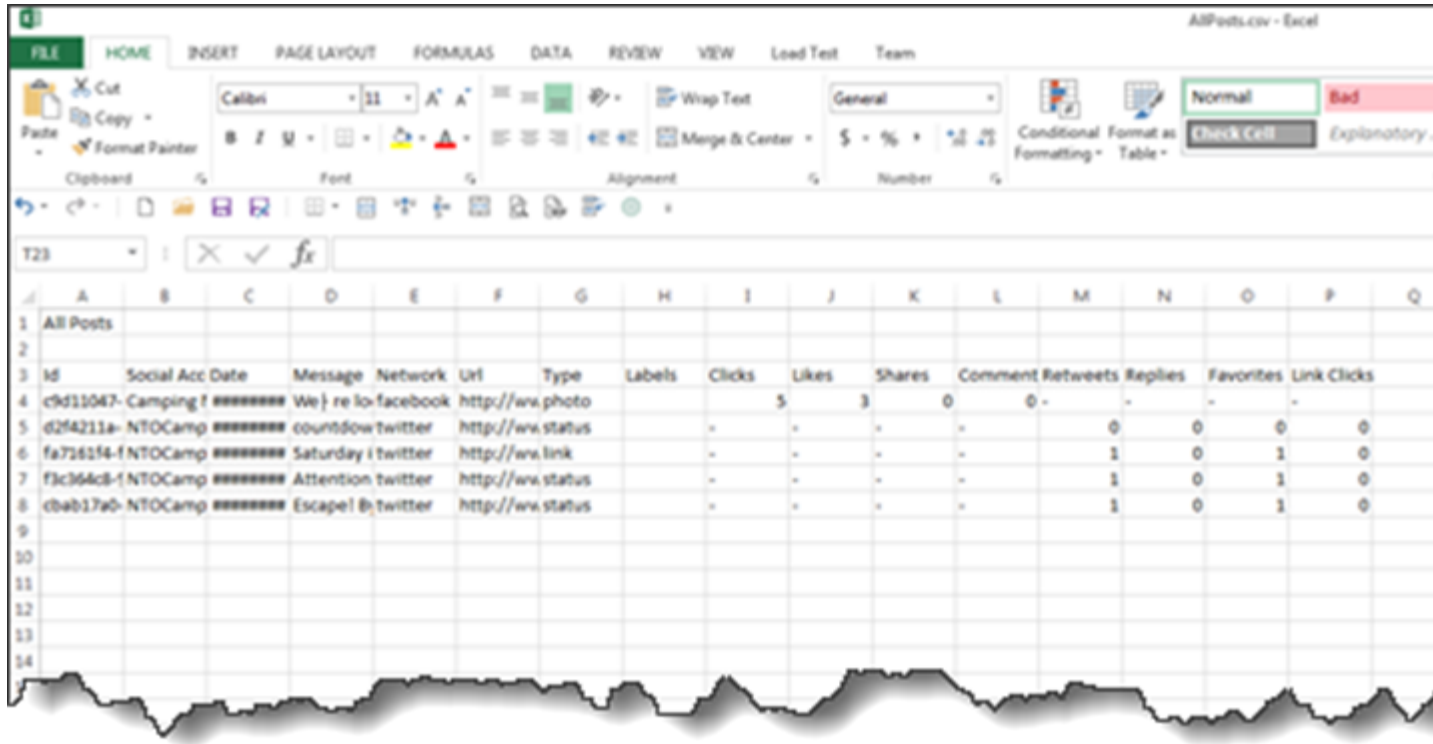 AllPosts.csv - Excel
FILE HOME INSERT PAGE LAYOUT FORMULAS DATA REVIEW VIEW Load Test Team
Cut
Copy
Format Painter
Paste
Clipboard
Calibri 11
B I U
Font
Wrap Text
Merge & Center
Alignment
General
$ % ,
Number
Conditional Formatting
Format as Table
Normal Bad
Check Cell Explanatory
T23 fx
A B C D E F G H I J K L M N O P Q
1 All Posts
2
3 Id Social Acc Date Message Network Url Type Labels Clicks Likes Shares Comment Retweets Replies Favorites Link Clicks
4 c9d11047- Camping ######## We re lo facebook http://ww photo 5 3 0 0 - - - -
5 d2f4211a- NTOCamp ######## countdow twitter http://ww status - - - - 0 0 0 0
6 fa7161f4-f NTOCamp ######## Saturday twitter http://ww link - - - - 1 0 1 0
7 f3c364c8-9 NTOCamp ######## Attention twitter http://ww status - - - - 1 0 1 0
8 cbab17a0- NTOCamp ######## Escape! B twitter http://ww status - - - - 1 0 1 0
9
10
11
12
13
14